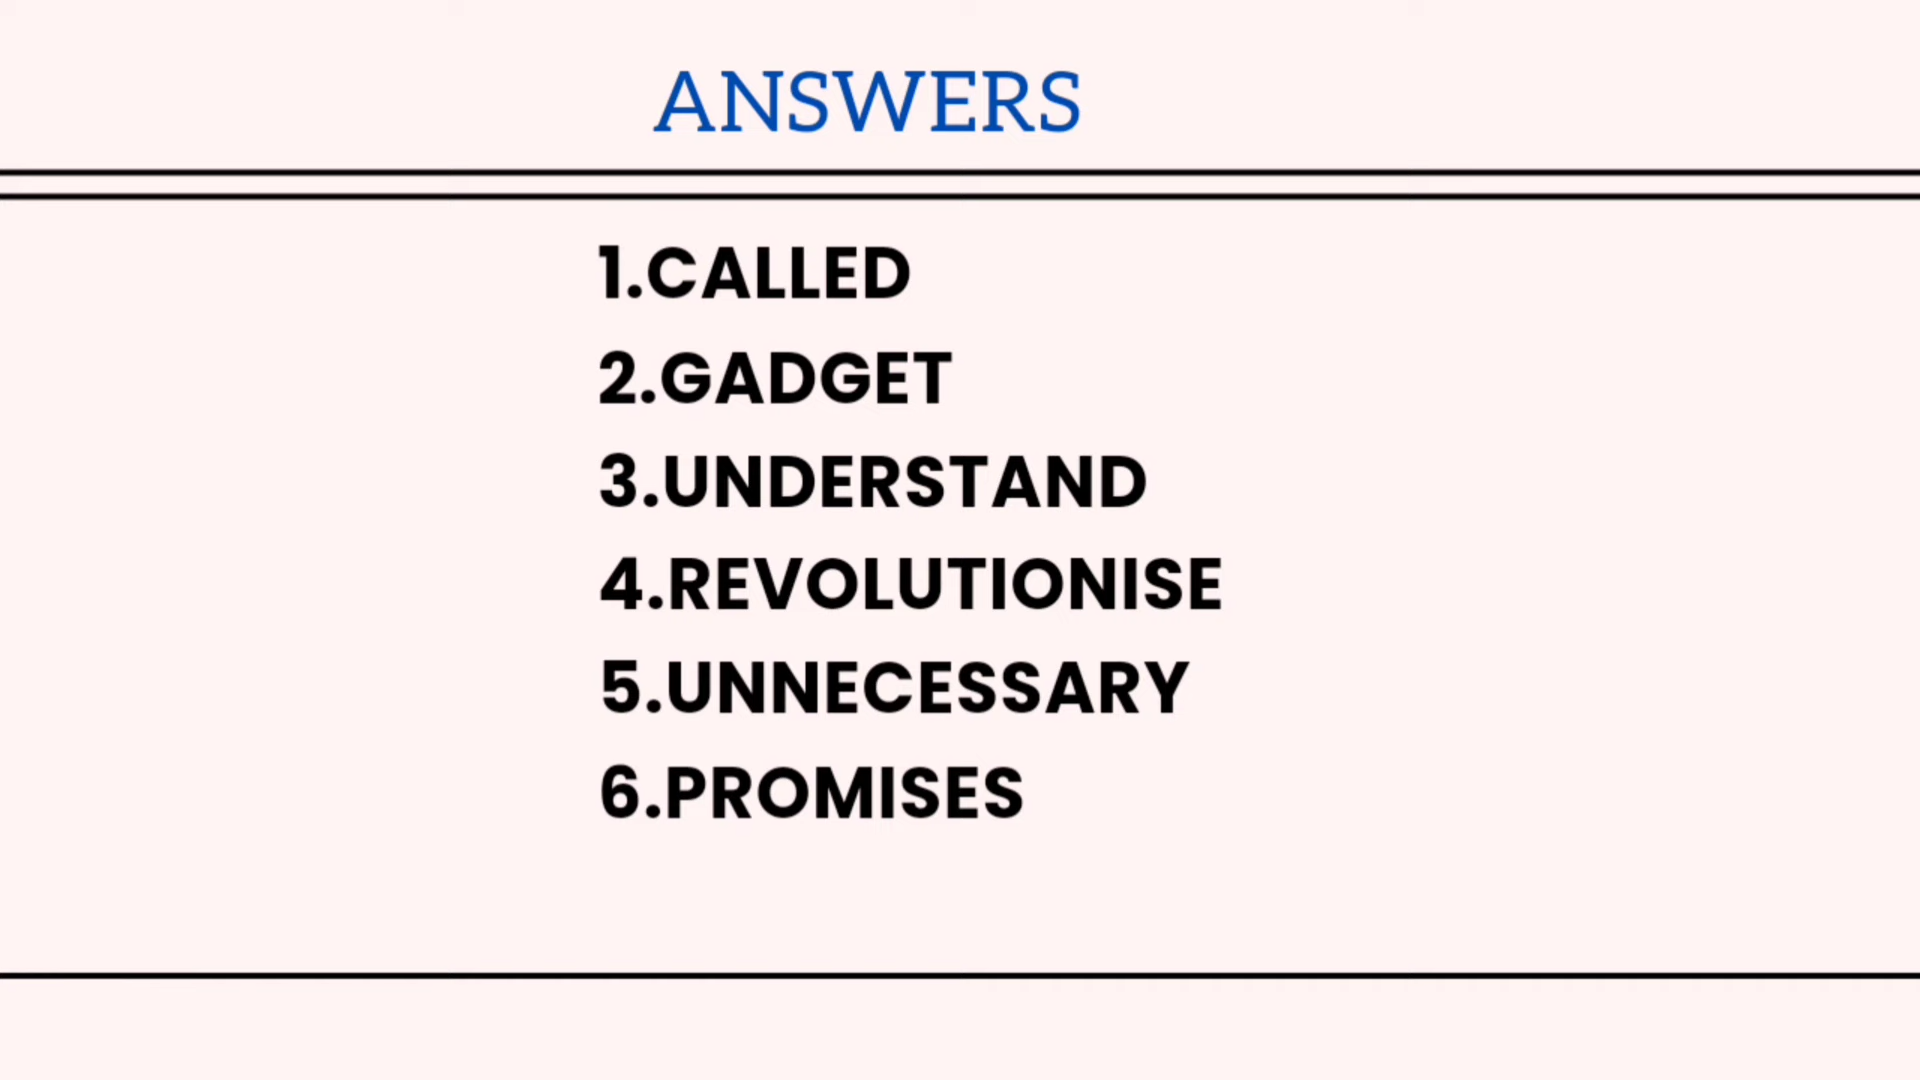 ANSWERS
1.CALLED
2.GADGET
3.UNDERSTAND
4.REVOLUTIONISE
5.UNNECESSARY
6.PROMISES